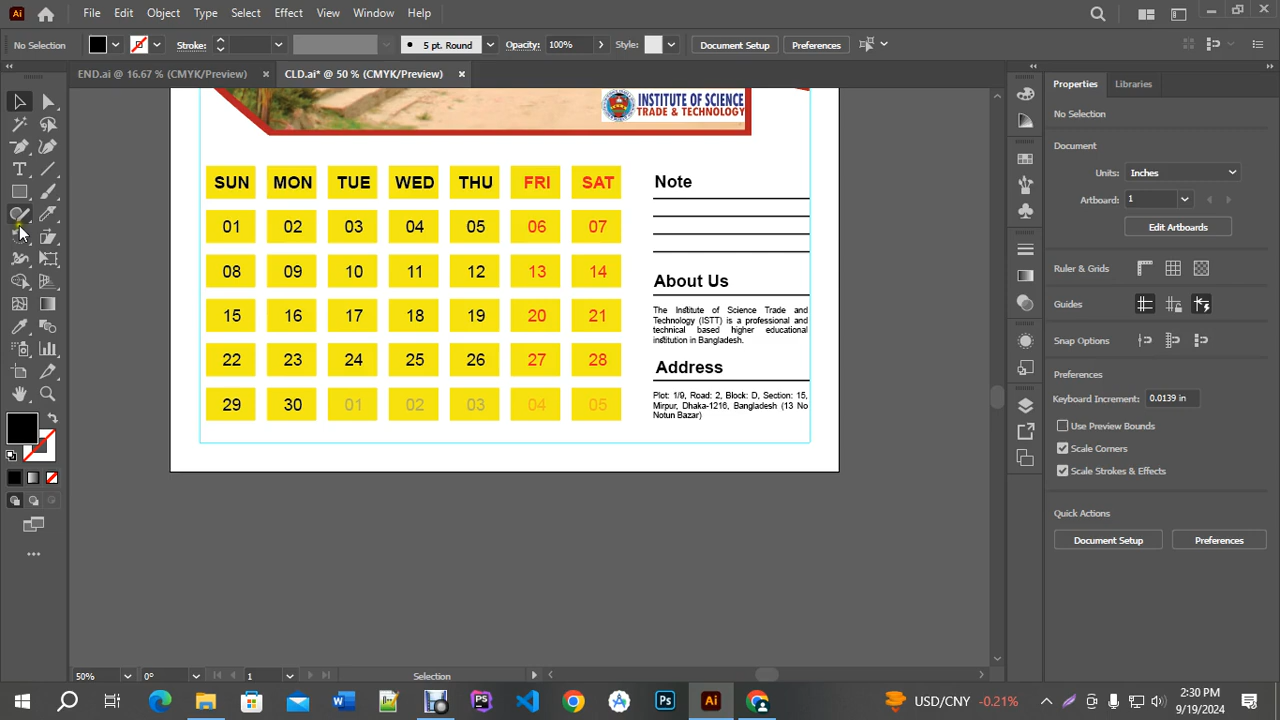 File Edit Object Type Select Effect View Window Help
No Selection Stroke: 5 pt. Round Opacity: 100% Style: Document Setup Preferences
END.ai @ 16.67 % (CMYK/Preview) CLD.ai* @ 50 % (CMYK/Preview)
INSTITUTE OF SCIENCE
TRADE & TECHNOLOGY
SUN MON TUE WED THU FRI SAT
01 02 03 04 05 06 07
08 09 10 11 12 13 14
15 16 17 18 19 20 21
22 23 24 25 26 27 28
29 30 01 02 03 04 05
Note
About Us
The Institute of Science Trade and
Technology (ISTT) is a professional and
technical based higher educational
institution in Bangladesh.
Address
Plot: 1/9, Road: 2, Block: D, Section: 15,
Mirpur, Dhaka-1216, Bangladesh (13 No
Notun Bazar)
Properties Libraries
No Selection
Document
Units: Inches
Artboard: 1
Edit Artboards
Ruler & Grids
Guides
Snap Options
Preferences
Keyboard Increment: 0.0139 in
Use Preview Bounds
Scale Corners
Scale Strokes & Effects
Quick Actions
Document Setup Preferences
50% 0° 1 Selection
USD/CNY -0.21%
2:30 PM
9/19/2024